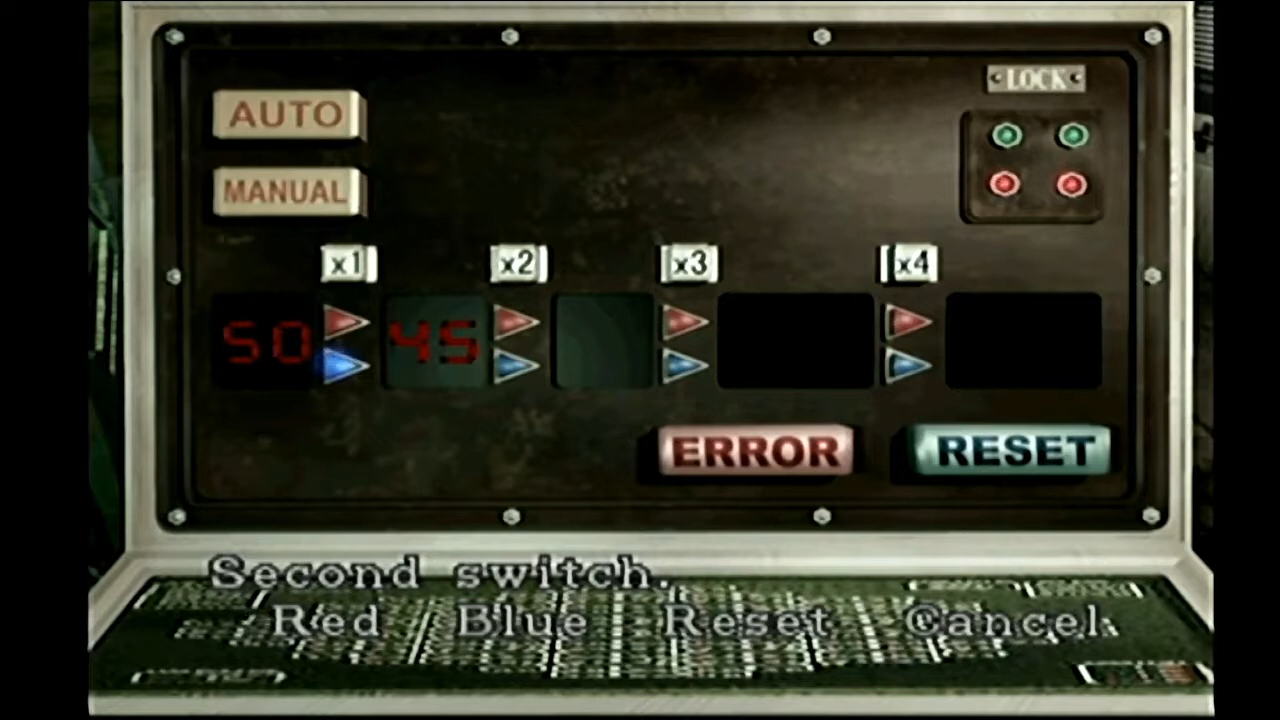 LOCK
AUTO
MANUAL
x1 x2 x3 x4
50 45
ERROR RESET
Second switch.
Red Blue Reset Cancel